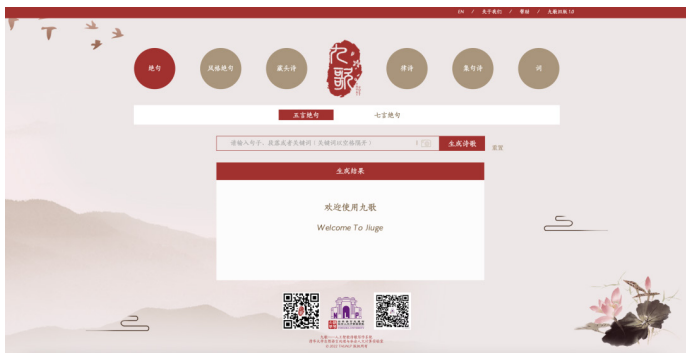 EN / 关于我们 / 帮助 / 九歌旧版 1.0
绝句
风格绝句
藏头诗
九歌
律诗
集句诗
词
五言绝句
七言绝句
请输入句子、段落或者关键词（关键词以空格隔开）
生成诗歌
重置
生成结果
欢迎使用九歌
Welcome To Jiuge